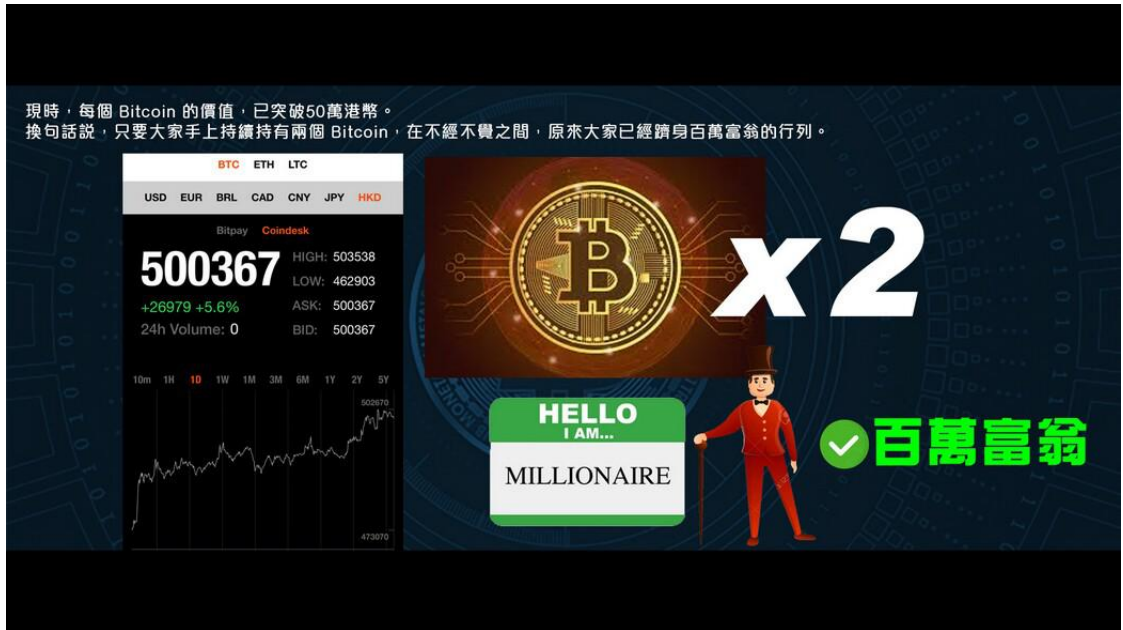 現時，每個 Bitcoin 的價值，已突破50萬港幣。
換句話説，只要大家手上持續持有兩個 Bitcoin，在不經不覺之間，原來大家已經躋身百萬富翁的行列。
BTC ETH LTC
USD EUR BRL CAD CNY JPY HKD
Bitpay Coindesk
500367
+26979 +5.6%
24h Volume: 0
HIGH: 503538
LOW: 462903
ASK: 500367
BID: 500367
10m 1H 1D 1W 1M 3M 6M 1Y 2Y 5Y
502670
473070
x2
HELLO
I AM...
MILLIONAIRE
百萬富翁